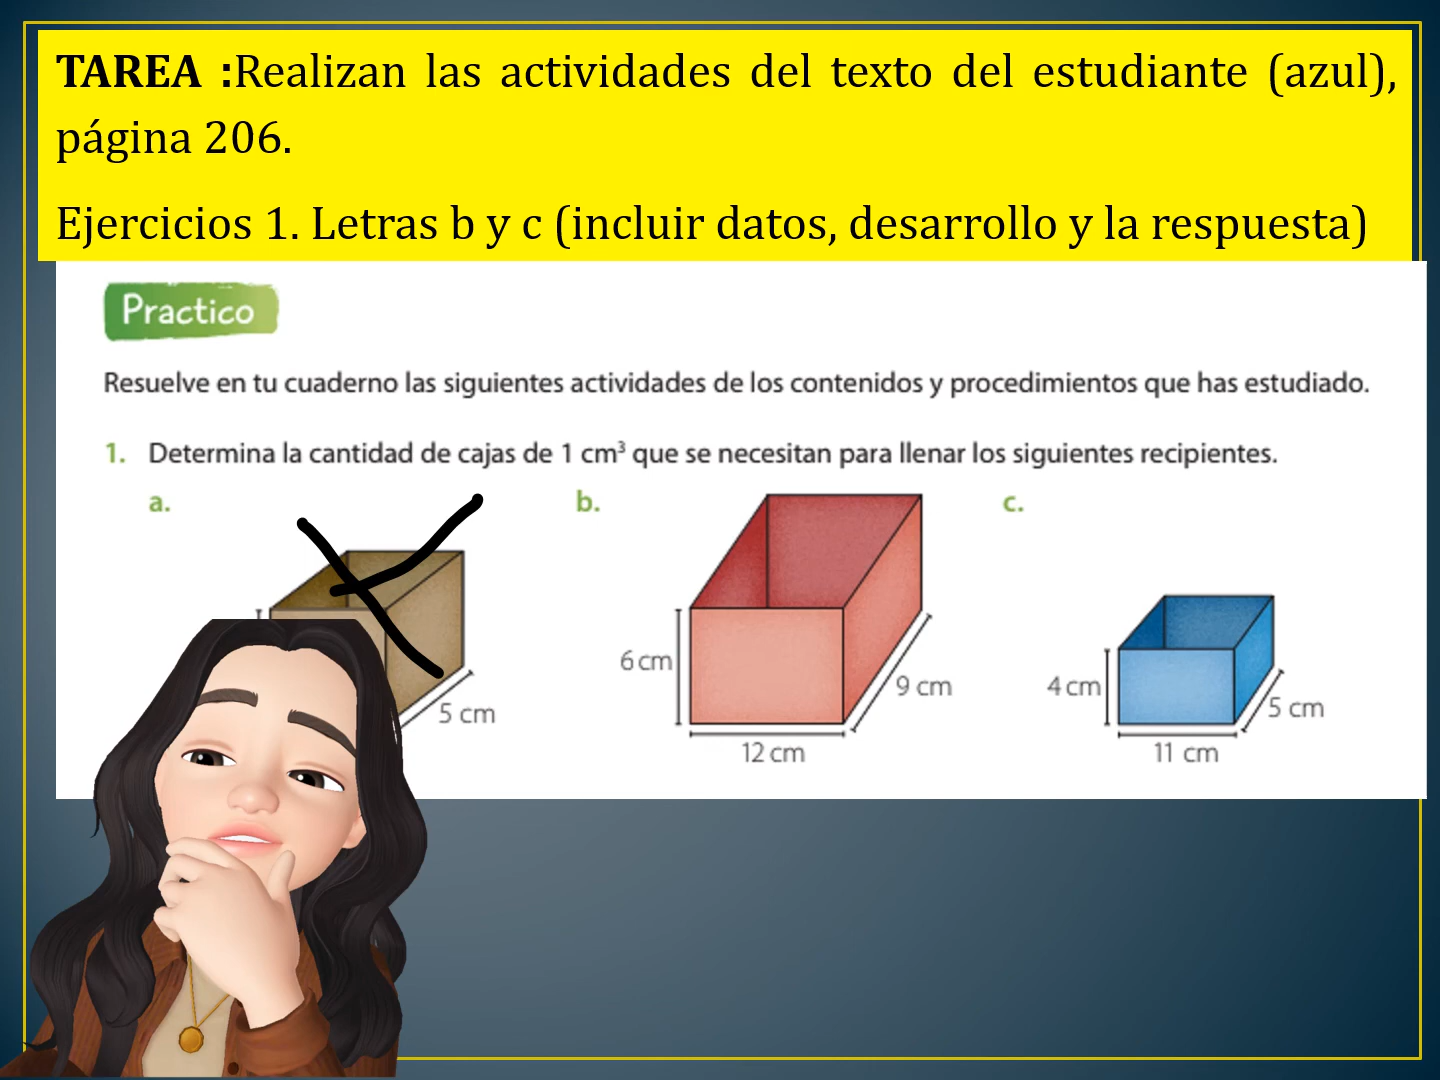 TAREA :Realizan las actividades del texto del estudiante (azul),
página 206.
Ejercicios 1. Letras b y c (incluir datos, desarrollo y la respuesta)
Practico
Resuelve en tu cuaderno las siguientes actividades de los contenidos y procedimientos que has estudiado.
1. Determina la cantidad de cajas de 1 cm³ que se necesitan para llenar los siguientes recipientes.
a.
5 cm
b.
6 cm
9 cm
12 cm
c.
4 cm
5 cm
11 cm